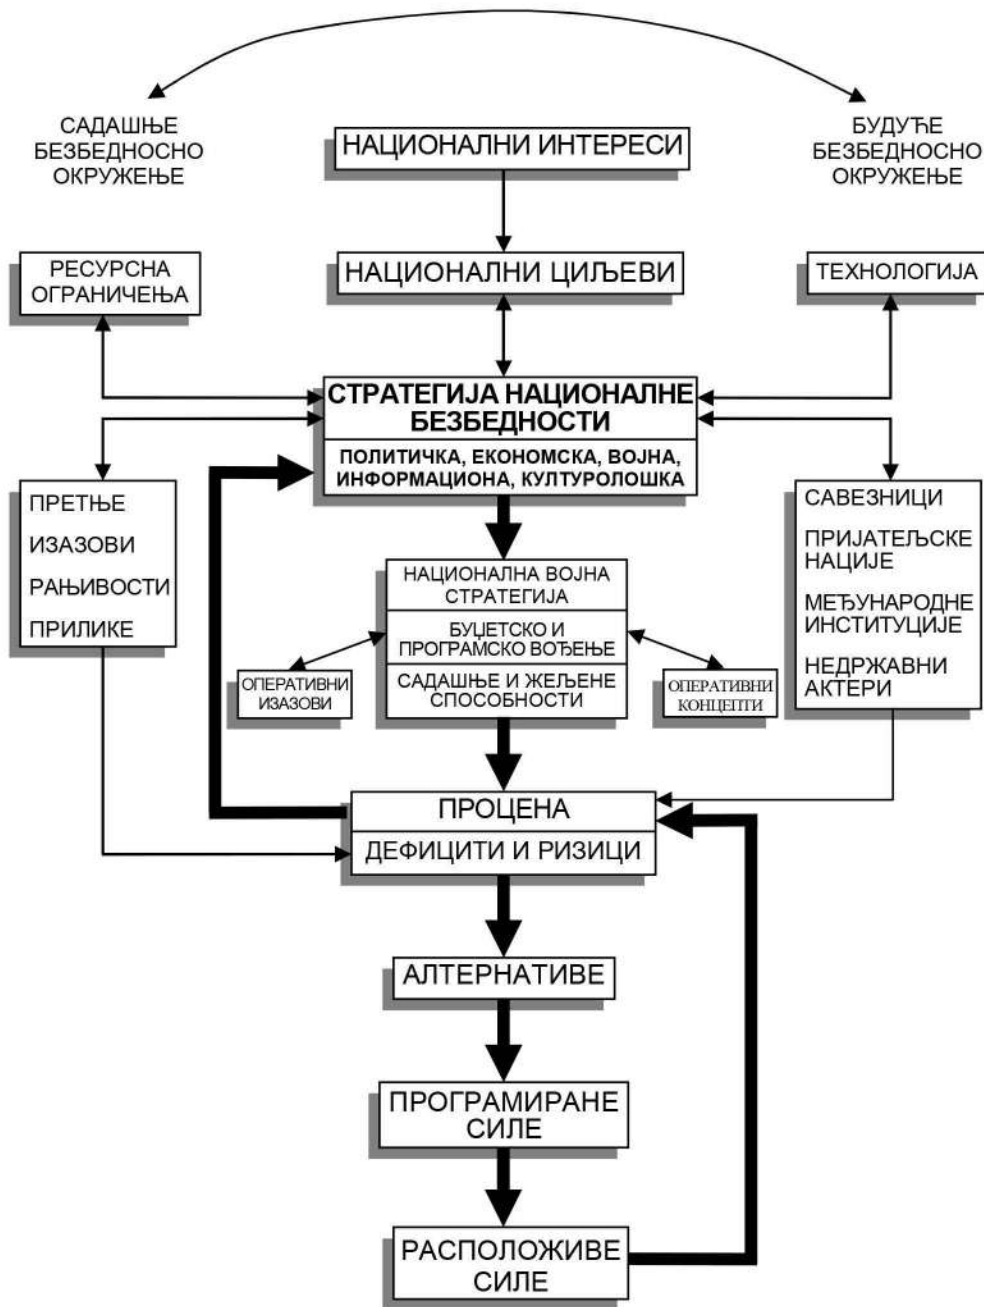 САДАШЊЕ
БЕЗБЕДНОСНО
ОКРУЖЕЊЕ
НАЦИОНАЛНИ ИНТЕРЕСИ
БУДУЋЕ
БЕЗБЕДНОСНО
ОКРУЖЕЊЕ
РЕСУРСНА
ОГРАНИЧЕЊА
НАЦИОНАЛНИ ЦИЉЕВИ
ТЕХНОЛОГИЈА
СТРАТЕГИЈА НАЦИОНАЛНЕ
БЕЗБЕДНОСТИ
ПОЛИТИЧКА, ЕКОНОМСКА, ВОЈНА,
ИНФОРМАЦИОНА, КУЛТУРОЛОШКА
ПРЕТЊЕ
ИЗАЗОВИ
РАЊИВОСТИ
ПРИЛИКЕ
САВЕЗНИЦИ
ПРИЈАТЕЉСКЕ
НАЦИЈЕ
МЕЂУНАРОДНЕ
ИНСТИТУЦИЈЕ
НЕДРЖАВНИ
АКТЕРИ
НАЦИОНАЛНА ВОЈНА
СТРАТЕГИЈА
БУЏЕТСКО И
ПРОГРАМСКО ВОЂЕЊЕ
САДАШЊЕ И ЖЕЉЕНЕ
СПОСОБНОСТИ
ОПЕРАТИВНИ
ИЗАЗОВИ
ОПЕРАТИВНИ
КОНЦЕПТИ
ПРОЦЕНА
ДЕФИЦИТИ И РИЗИЦИ
АЛТЕРНАТИВЕ
ПРОГРАМИРАНЕ
СИЛЕ
РАСПОЛОЖИВЕ
СИЛЕ